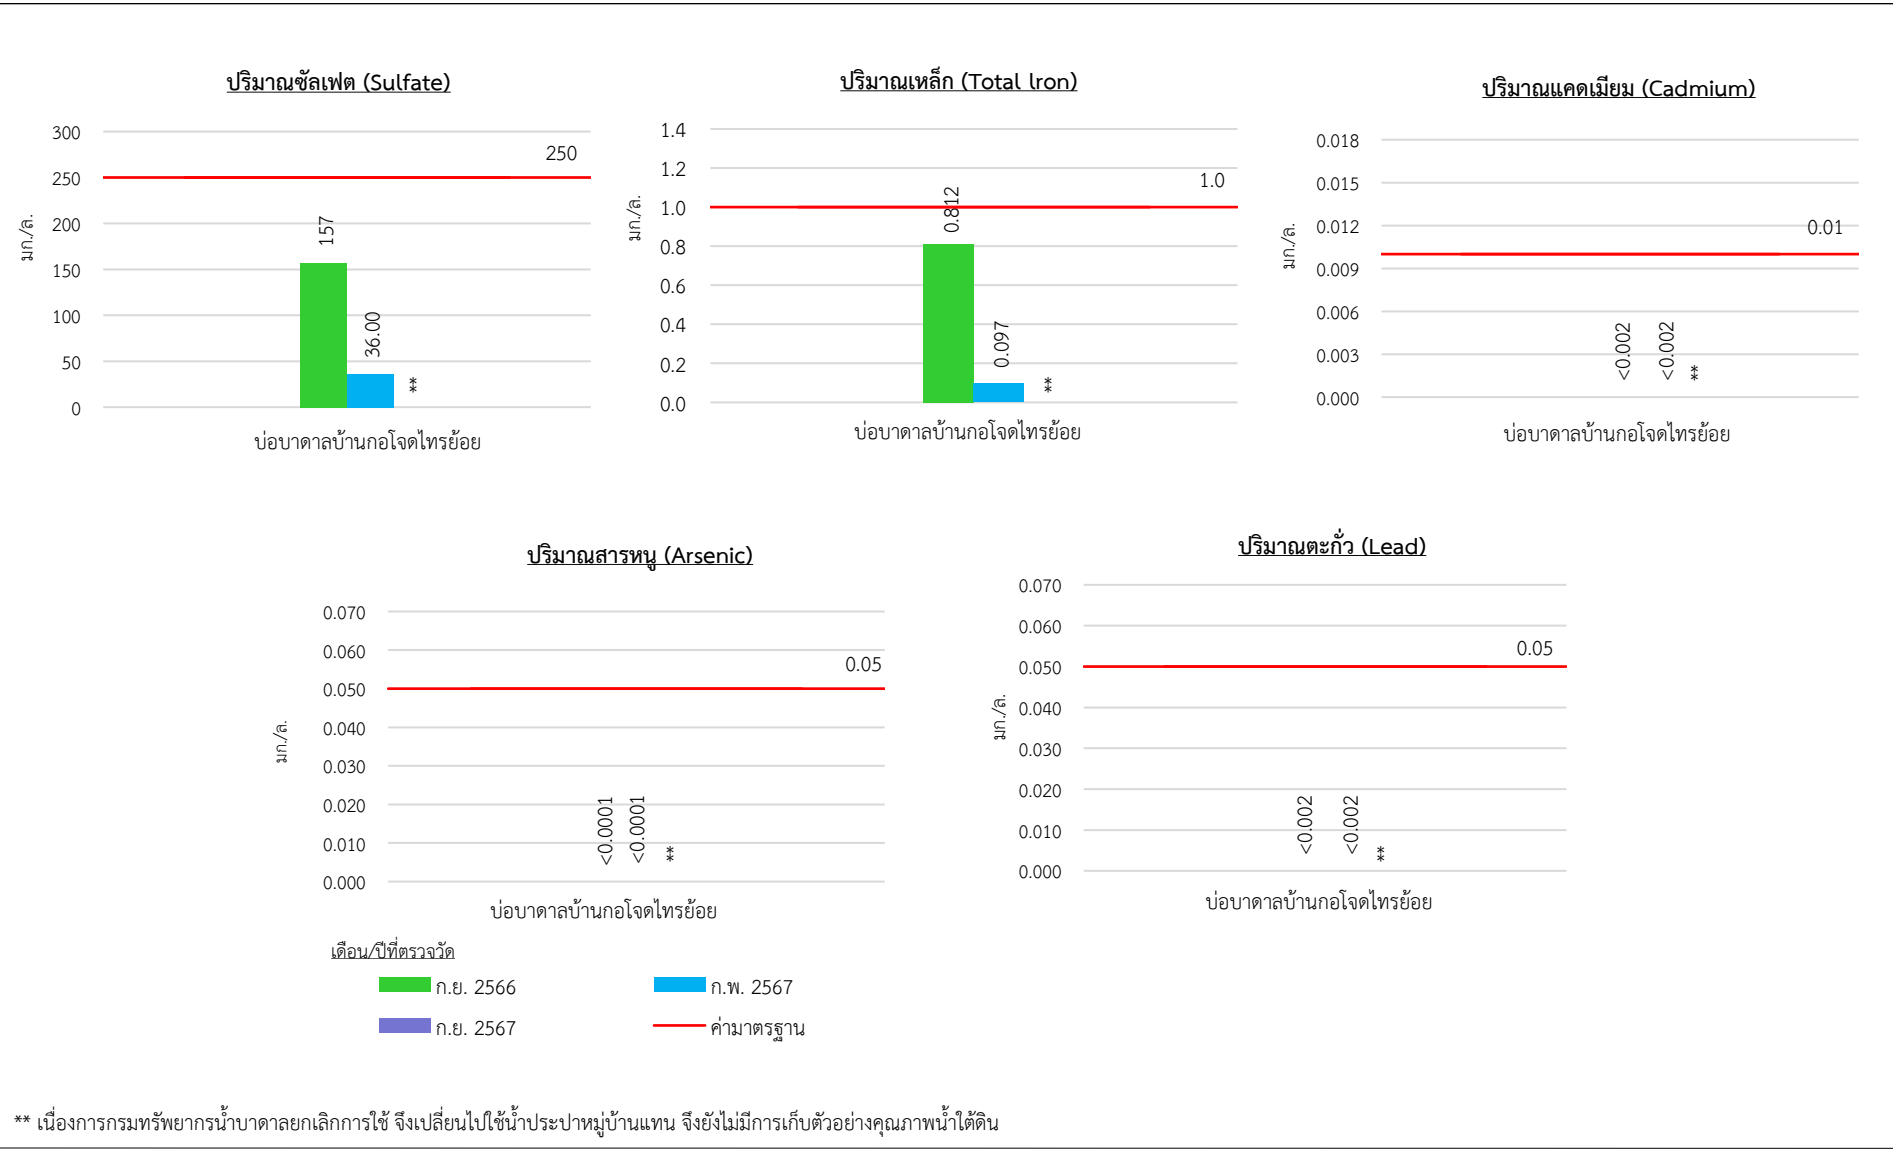 ปริมาณซัลเฟต (Sulfate)
300
250
250
200
150
100
50
0
มก./ล.
157
36.00
**
บ่อบาดาลบ้านกอโจดไทรย้อย
ปริมาณเหล็ก (Total lron)
1.4
1.2
1.0
1.0
0.8
0.6
0.4
0.2
0.0
มก./ล.
0.812
0.097
**
บ่อบาดาลบ้านกอโจดไทรย้อย
ปริมาณแคดเมียม (Cadmium)
0.018
0.015
0.012
0.01
0.009
0.006
0.003
0.000
มก./ล.
<0.002
<0.002
**
บ่อบาดาลบ้านกอโจดไทรย้อย
ปริมาณสารหนู (Arsenic)
0.070
0.060
0.05
0.050
0.040
0.030
0.020
0.010
0.000
มก./ล.
<0.0001
<0.0001
**
บ่อบาดาลบ้านกอโจดไทรย้อย
ปริมาณตะกั่ว (Lead)
0.070
0.060
0.05
0.050
0.040
0.030
0.020
0.010
0.000
มก./ล.
<0.002
<0.002
**
บ่อบาดาลบ้านกอโจดไทรย้อย
เดือน/ปีที่ตรวจวัด
ก.ย. 2566
ก.พ. 2567
ก.ย. 2567
ค่ามาตรฐาน
** เนื่องการกรมทรัพยากรน้ำบาดาลยกเลิกการใช้ จึงเปลี่ยนไปใช้น้ำประปาหมู่บ้านแทน จึงยังไม่มีการเก็บตัวอย่างคุณภาพน้ำใต้ดิน